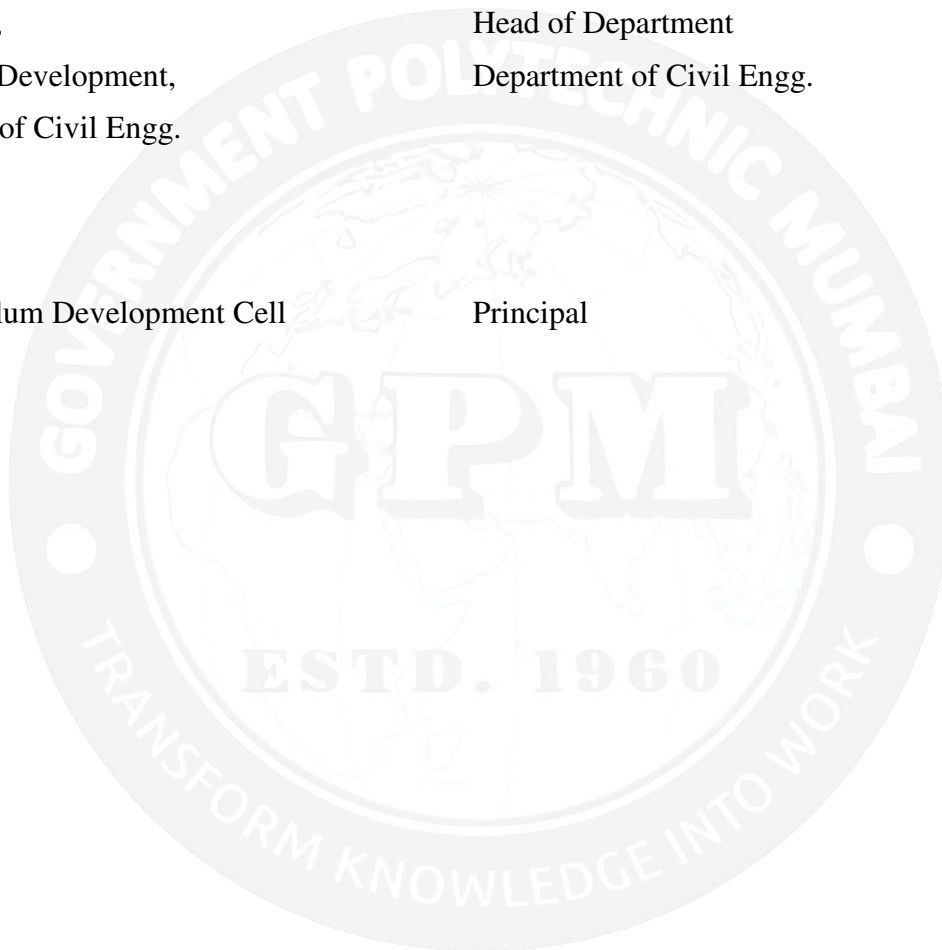 , Head of Department
Development, Department of Civil Engg.
of Civil Engg.
lum Development Cell Principal
GOVERNMENT POLYTECHNIC MUMBAI
GPM
ESTD. 1960
TRANSFORM KNOWLEDGE INTO WORK